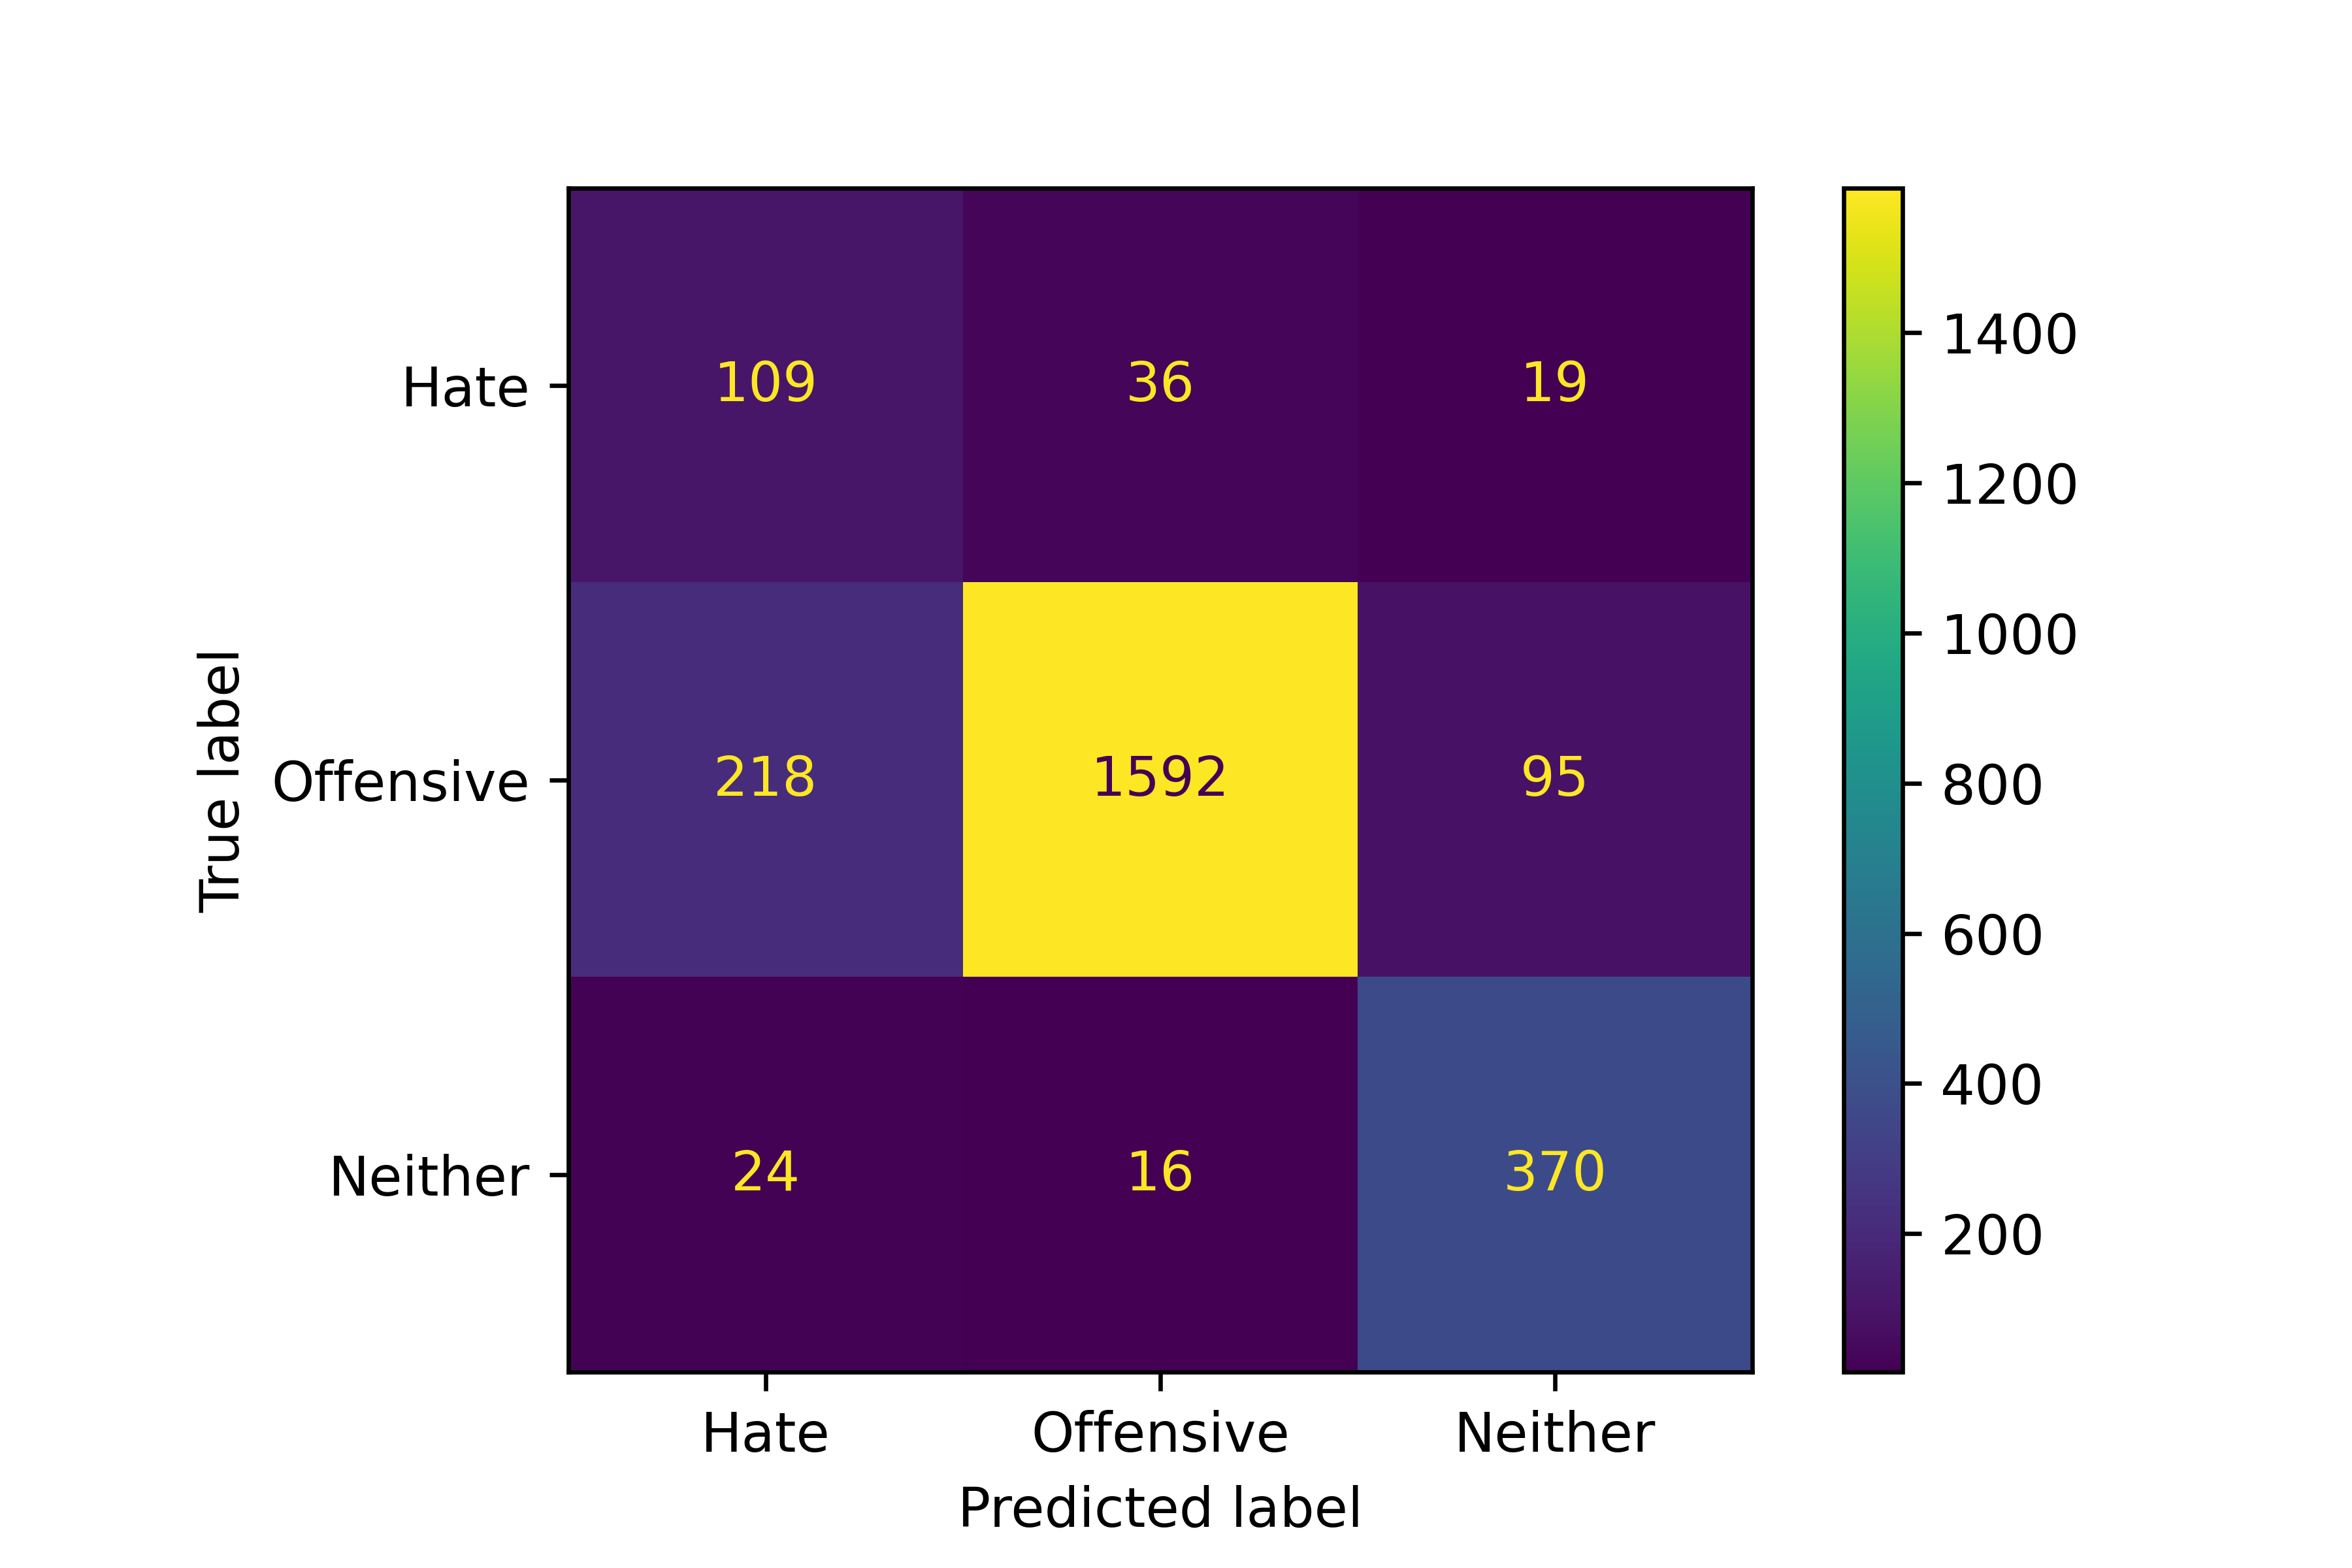 Hate 109 36 19
Offensive 218 1592 95
Neither 24 16 370
Hate Offensive Neither
Predicted label
True label
1400
1200
1000
800
600
400
200